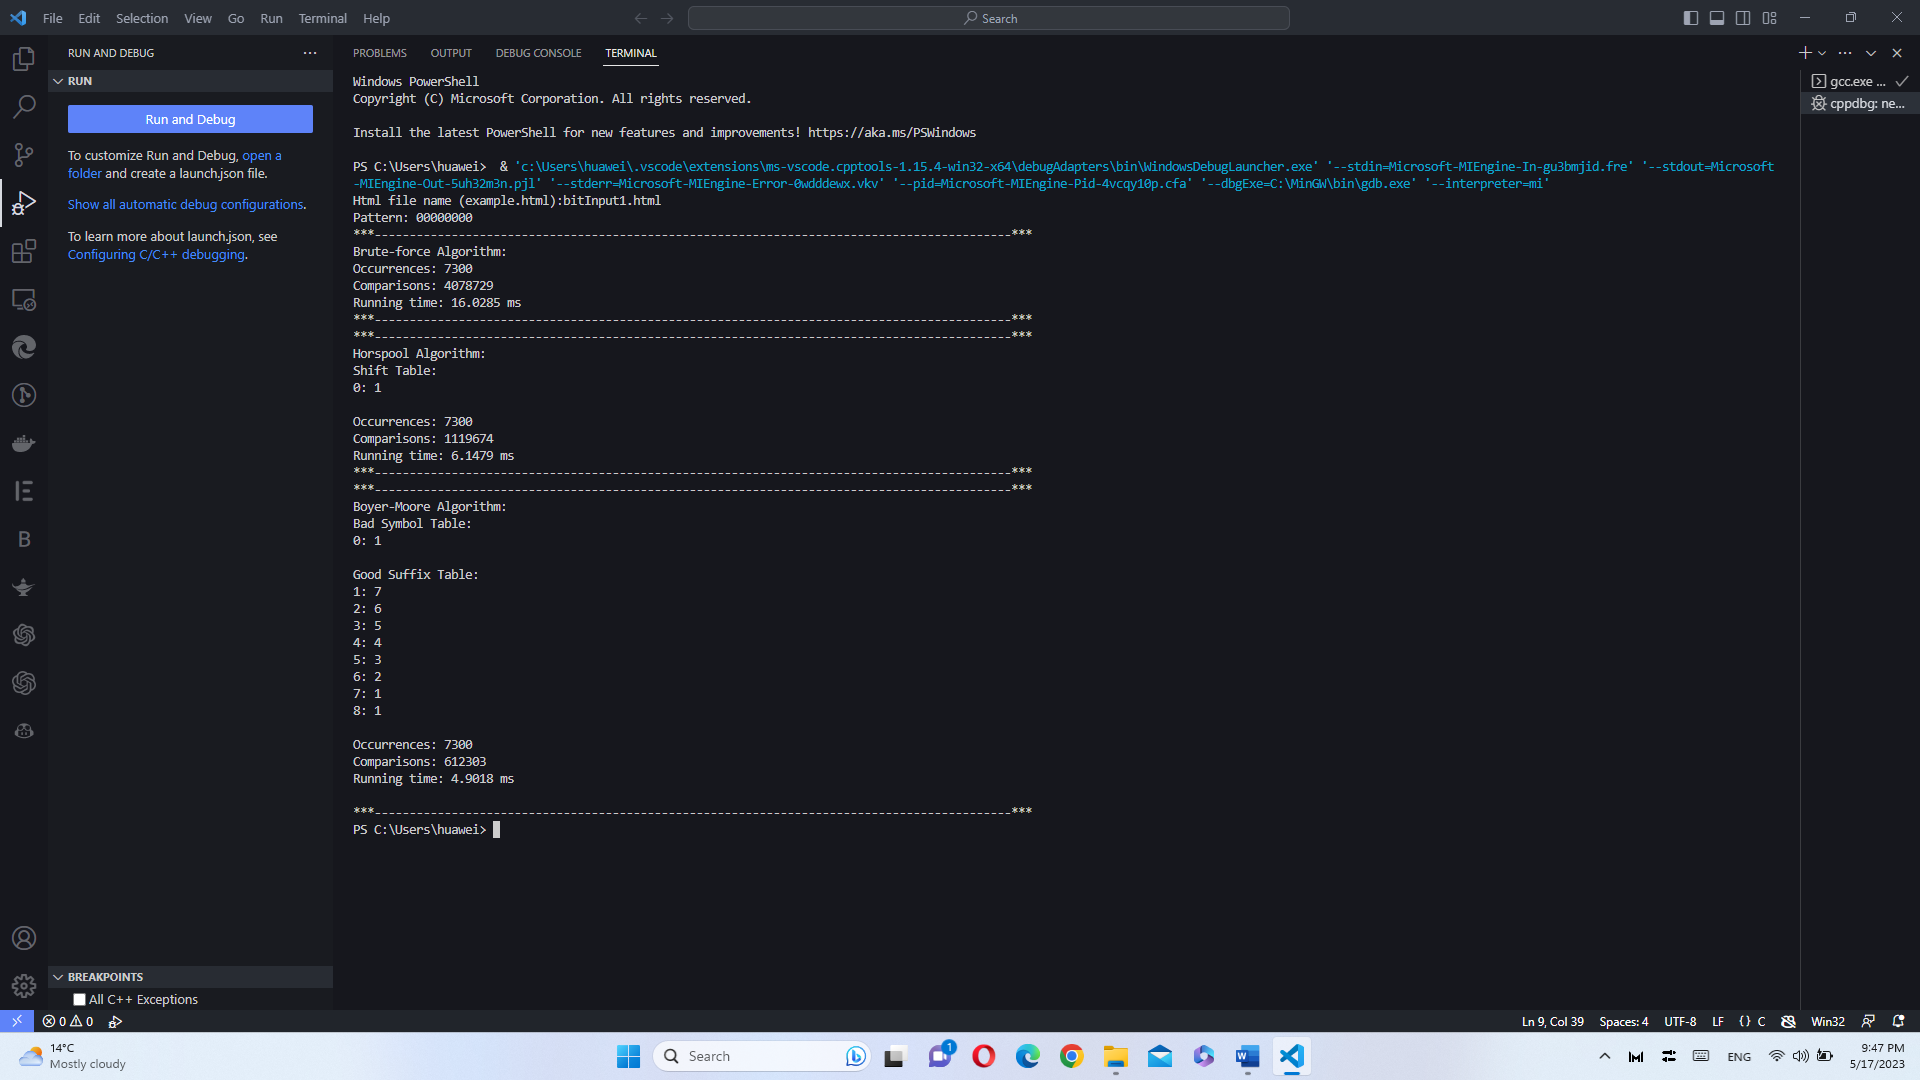 File Edit Selection View Go Run Terminal Help
Search
RUN AND DEBUG
RUN
Run and Debug
To customize Run and Debug, open a
folder and create a launch.json file.
Show all automatic debug configurations.
To learn more about launch.json, see
Configuring C/C++ debugging.
PROBLEMS OUTPUT DEBUG CONSOLE TERMINAL
Windows PowerShell
Copyright (C) Microsoft Corporation. All rights reserved.
Install the latest PowerShell for new features and improvements! https://aka.ms/PSWindows
PS C:\Users\huawei>  & 'c:\Users\huawei\.vscode\extensions\ms-vscode.cpptools-1.15.4-win32-x64\debugAdapters\bin\WindowsDebugLauncher.exe' '--stdin=Microsoft-MIEngine-In-gu3bmjid.fre' '--stdout=Microsoft
-MIEngine-Out-5uh32m3n.pjl' '--stderr=Microsoft-MIEngine-Error-0wdddewx.vkv' '--pid=Microsoft-MIEngine-Pid-4vcqy10p.cfa' '--dbgExe=C:\MinGW\bin\gdb.exe' '--interpreter=mi'
Html file name (example.html):bitInput1.html
Pattern: 00000000
***-------------------------------------------------------------------------------------------***
Brute-force Algorithm:
Occurrences: 7300
Comparisons: 4078729
Running time: 16.0285 ms
***-------------------------------------------------------------------------------------------***
***-------------------------------------------------------------------------------------------***
Horspool Algorithm:
Shift Table:
0: 1
Occurrences: 7300
Comparisons: 1119674
Running time: 6.1479 ms
***-------------------------------------------------------------------------------------------***
***-------------------------------------------------------------------------------------------***
Boyer-Moore Algorithm:
Bad Symbol Table:
0: 1
Good Suffix Table:
1: 7
2: 6
3: 5
4: 4
5: 3
6: 2
7: 1
8: 1
Occurrences: 7300
Comparisons: 612303
Running time: 4.9018 ms
***-------------------------------------------------------------------------------------------***
PS C:\Users\huawei>
gcc.exe ...
cppdbg: ne...
BREAKPOINTS
All C++ Exceptions
0 0
Ln 9, Col 39 Spaces: 4 UTF-8 LF {} C Win32
14°C
Mostly cloudy
Search
1
ENG
9:47 PM
5/17/2023